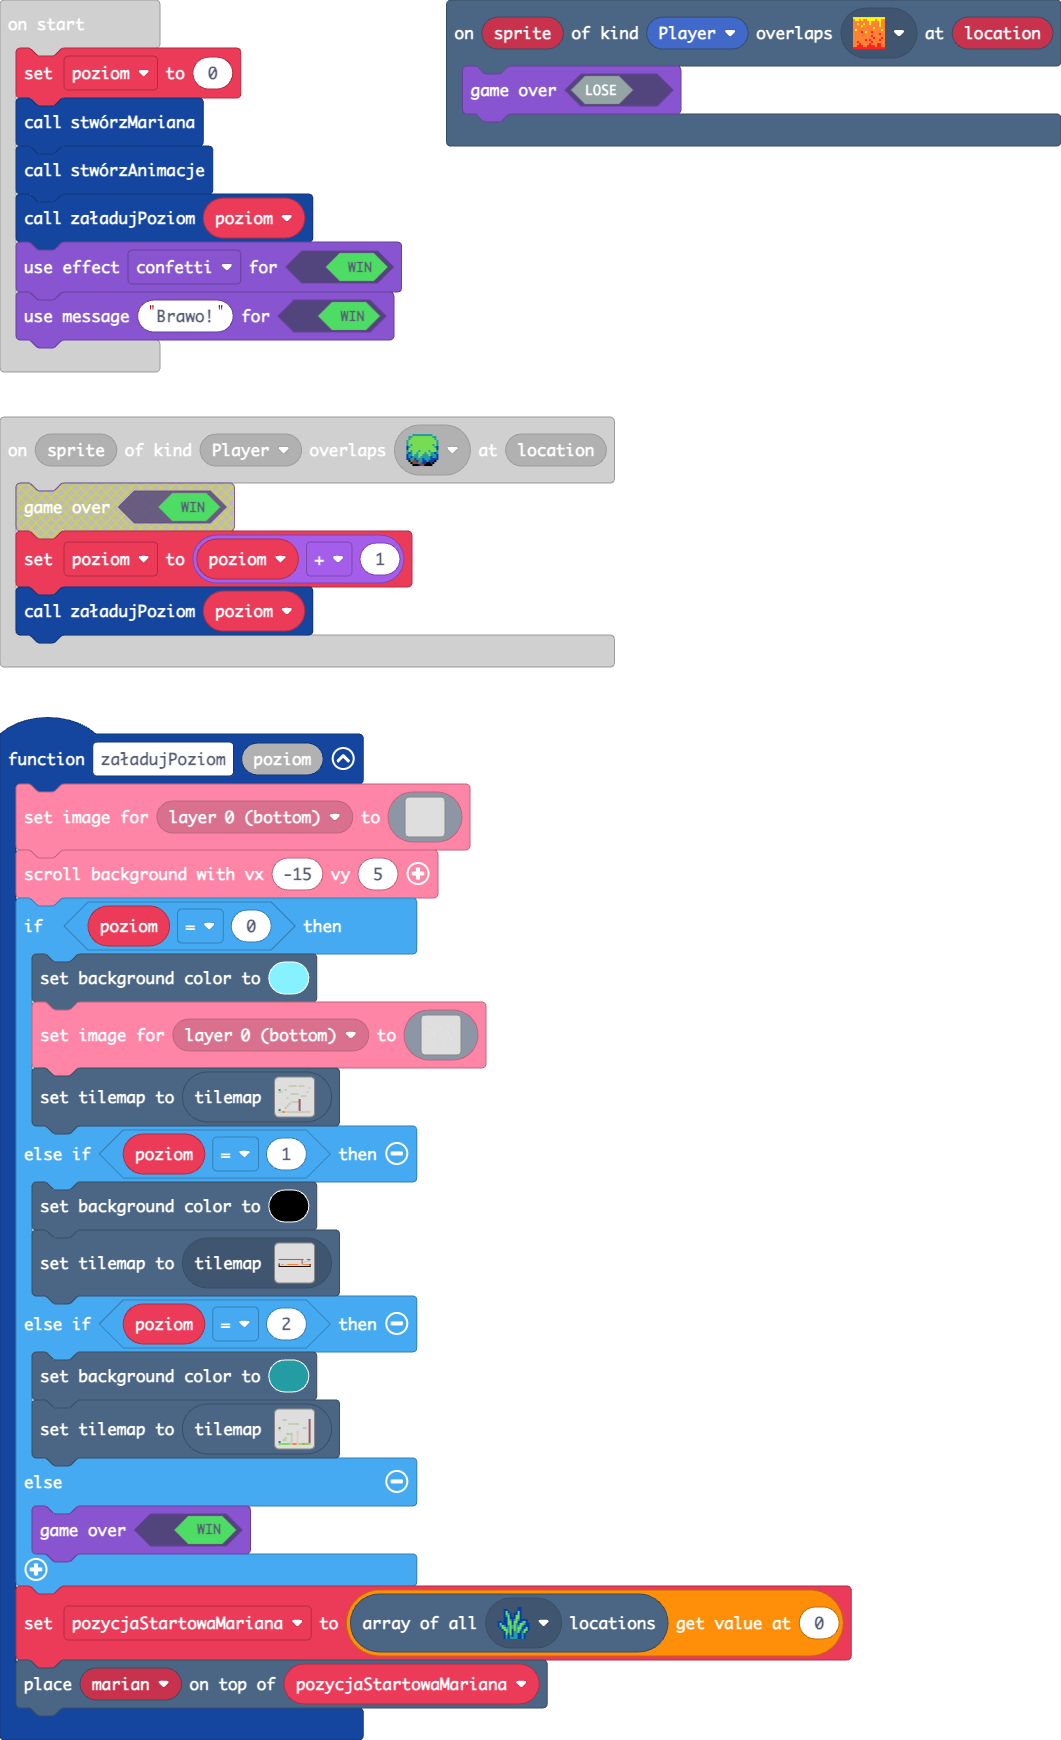 on start
set poziom to 0
call stwórzMariana
call stwórzAnimacje
call załadujPoziom poziom
use effect confetti for WIN
use message "Brawo!" for WIN
on sprite of kind Player overlaps at location
game over LOSE
on sprite of kind Player overlaps at location
game over WIN
set poziom to poziom + 1
call załadujPoziom poziom
function załadujPoziom poziom
set image for layer 0 (bottom) to
scroll background with vx -15 vy 5
if poziom = 0 then
set background color to
set image for layer 0 (bottom) to
set tilemap to tilemap
else if poziom = 1 then
set background color to
set tilemap to tilemap
else if poziom = 2 then
set background color to
set tilemap to tilemap
else
game over WIN
set pozycjaStartowaMariana to array of all locations get value at 0
place marian on top of pozycjaStartowaMariana